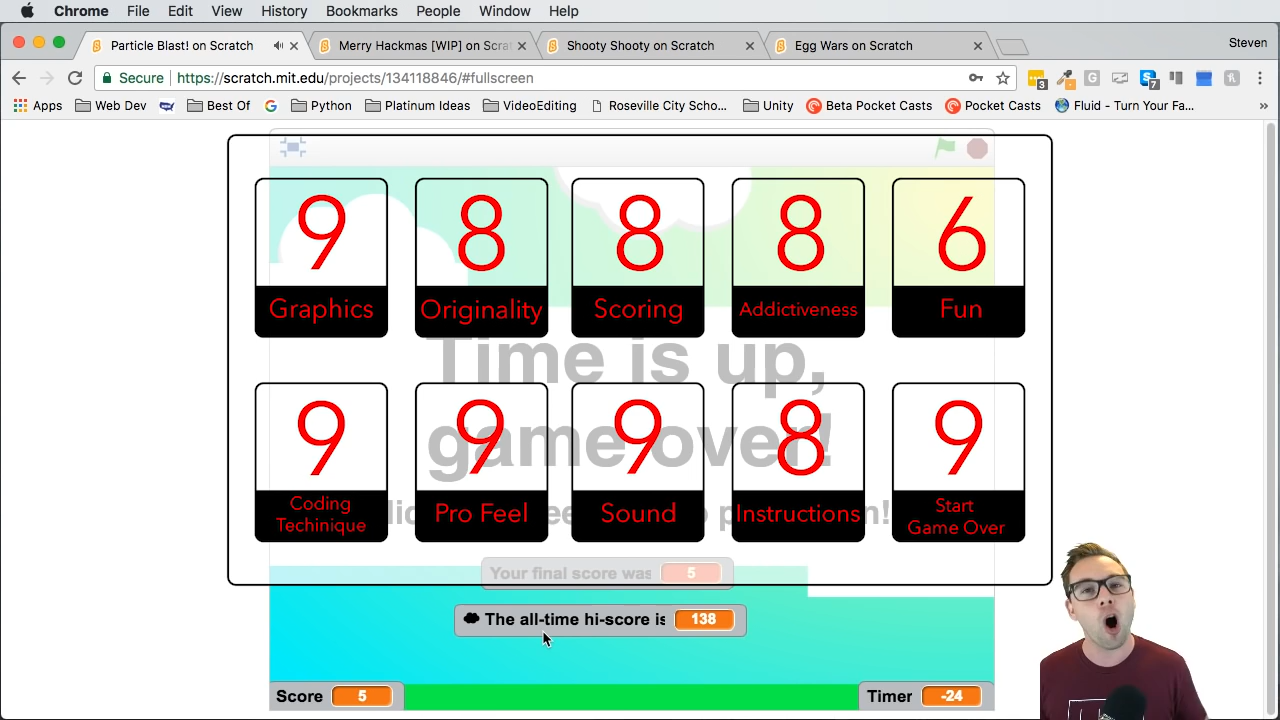 Chrome File Edit View History Bookmarks People Window Help
Particle Blast! on Scratch Merry Hackmas [WIP] on Scrat Shooty Shooty on Scratch Egg Wars on Scratch Steven
Secure https://scratch.mit.edu/projects/134118846/#fullscreen 3 7
Apps Web Dev Best Of Python Platinum Ideas VideoEditing Roseville City Scho... Unity Beta Pocket Casts Pocket Casts Fluid - Turn Your Fa... »
9 8 8 8 6
Graphics Originality Scoring Addictiveness Fun
Time is up,
9 9 9 8 9
game over!
Coding Techinique Pro Feel Sound Instructions Start Game Over
Your final score was 5
The all-time hi-score is 138
Score 5 Timer -24